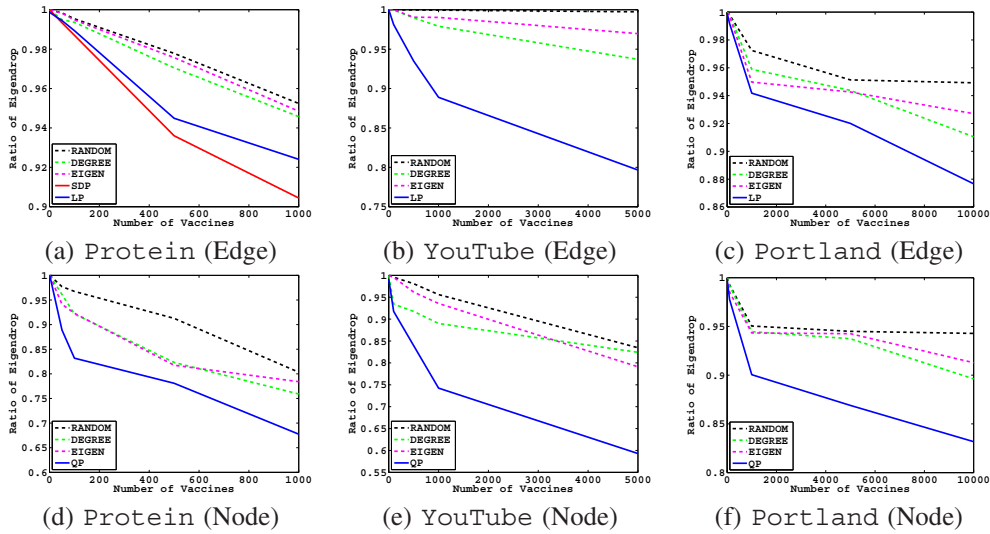 Ratio of Eigendrop
1
0.98
0.96
0.94
0.92
0.9
0 200 400 600 800 1000
Number of Vaccines
RANDOM
DEGREE
EIGEN
SDP
LP
(a) Protein (Edge)
Ratio of Eigendrop
1
0.95
0.9
0.85
0.8
0.75
0 1000 2000 3000 4000 5000
Number of Vaccines
RANDOM
DEGREE
EIGEN
LP
(b) YouTube (Edge)
Ratio of Eigendrop
1
0.98
0.96
0.94
0.92
0.9
0.88
0.86
0 2000 4000 6000 8000 10000
Number of Vaccines
RANDOM
DEGREE
EIGEN
LP
(c) Portland (Edge)
Ratio of Eigendrop
1
0.95
0.9
0.85
0.8
0.75
0.7
0.65
0.6
0 200 400 600 800 1000
Number of Vaccines
RANDOM
DEGREE
EIGEN
QP
(d) Protein (Node)
Ratio of Eigendrop
1
0.95
0.9
0.85
0.8
0.75
0.7
0.65
0.6
0.55
0 1000 2000 3000 4000 5000
Number of Vaccines
RANDOM
DEGREE
EIGEN
QP
(e) YouTube (Node)
Ratio of Eigendrop
1
0.95
0.9
0.85
0.8
0 2000 4000 6000 8000 10000
Number of Vaccines
RANDOM
DEGREE
EIGEN
QP
(f) Portland (Node)